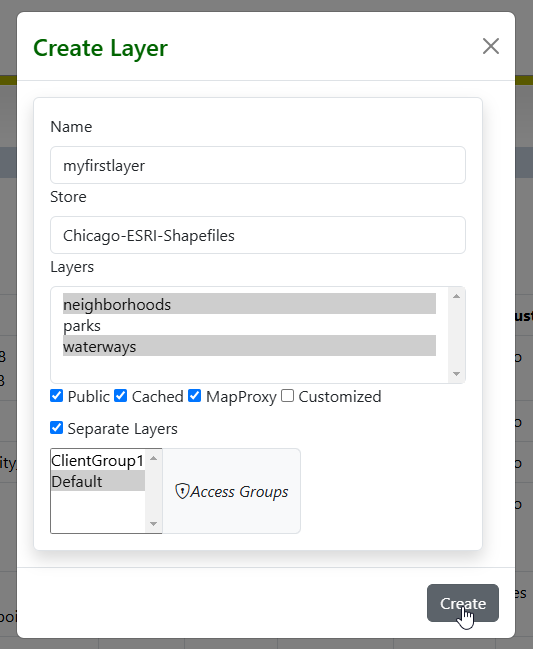 Create Layer
Name
myfirstlayer
Store
Chicago-ESRI-Shapefiles
Layers
neighborhoods
parks
waterways
Public Cached MapProxy Customized
Separate Layers
ClientGroup1
Default
Access Groups
Create